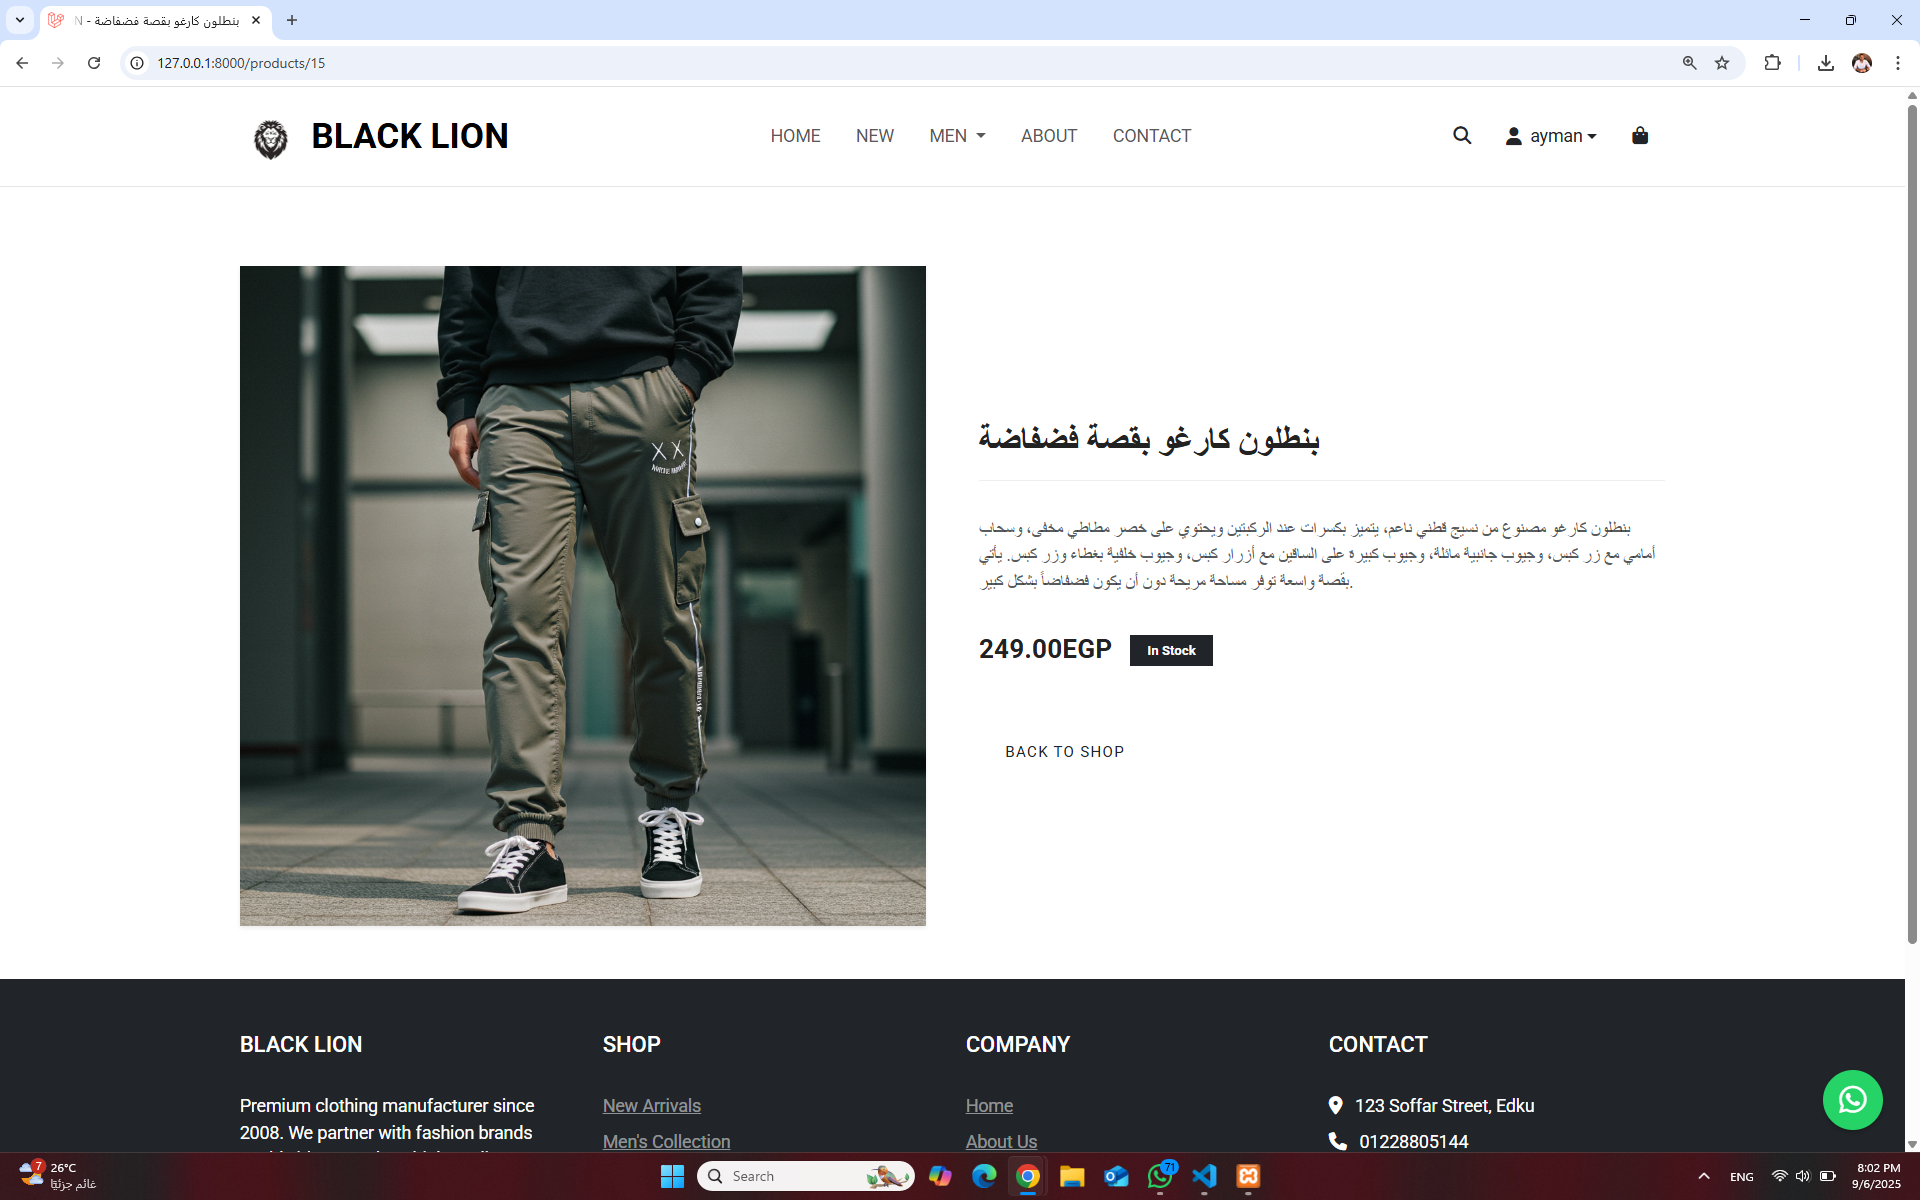 بنطلون كارغو بقصة فضفاضة - N
127.0.0.1:8000/products/15
BLACK LION
HOME NEW MEN ABOUT CONTACT
ayman
بنطلون كارغو بقصة فضفاضة
بنطلون كارغو مصنوع من نسيج قطني ناعم، يتميز بكسرات عند الركبتين ويحتوي على خصر مطاطي مخفى، وسحاب
أمامي مع زر كبس، وجيوب جانبية مائلة، وجيوب كبيرة على الساقين مع أزرار كبس، وجيوب خلفية بغطاء وزر كبس. يأتي
بقصة واسعة توفر مساحة مريحة دون أن يكون فضفاضاً بشكل كبير.
249.00EGP In Stock
BACK TO SHOP
BLACK LION
Premium clothing manufacturer since
2008. We partner with fashion brands
SHOP
New Arrivals
Men's Collection
COMPANY
Home
About Us
CONTACT
123 Soffar Street, Edku
01228805144
7
26°C
غائم جزئيًا
Search
71
ENG
8:02 PM
9/6/2025